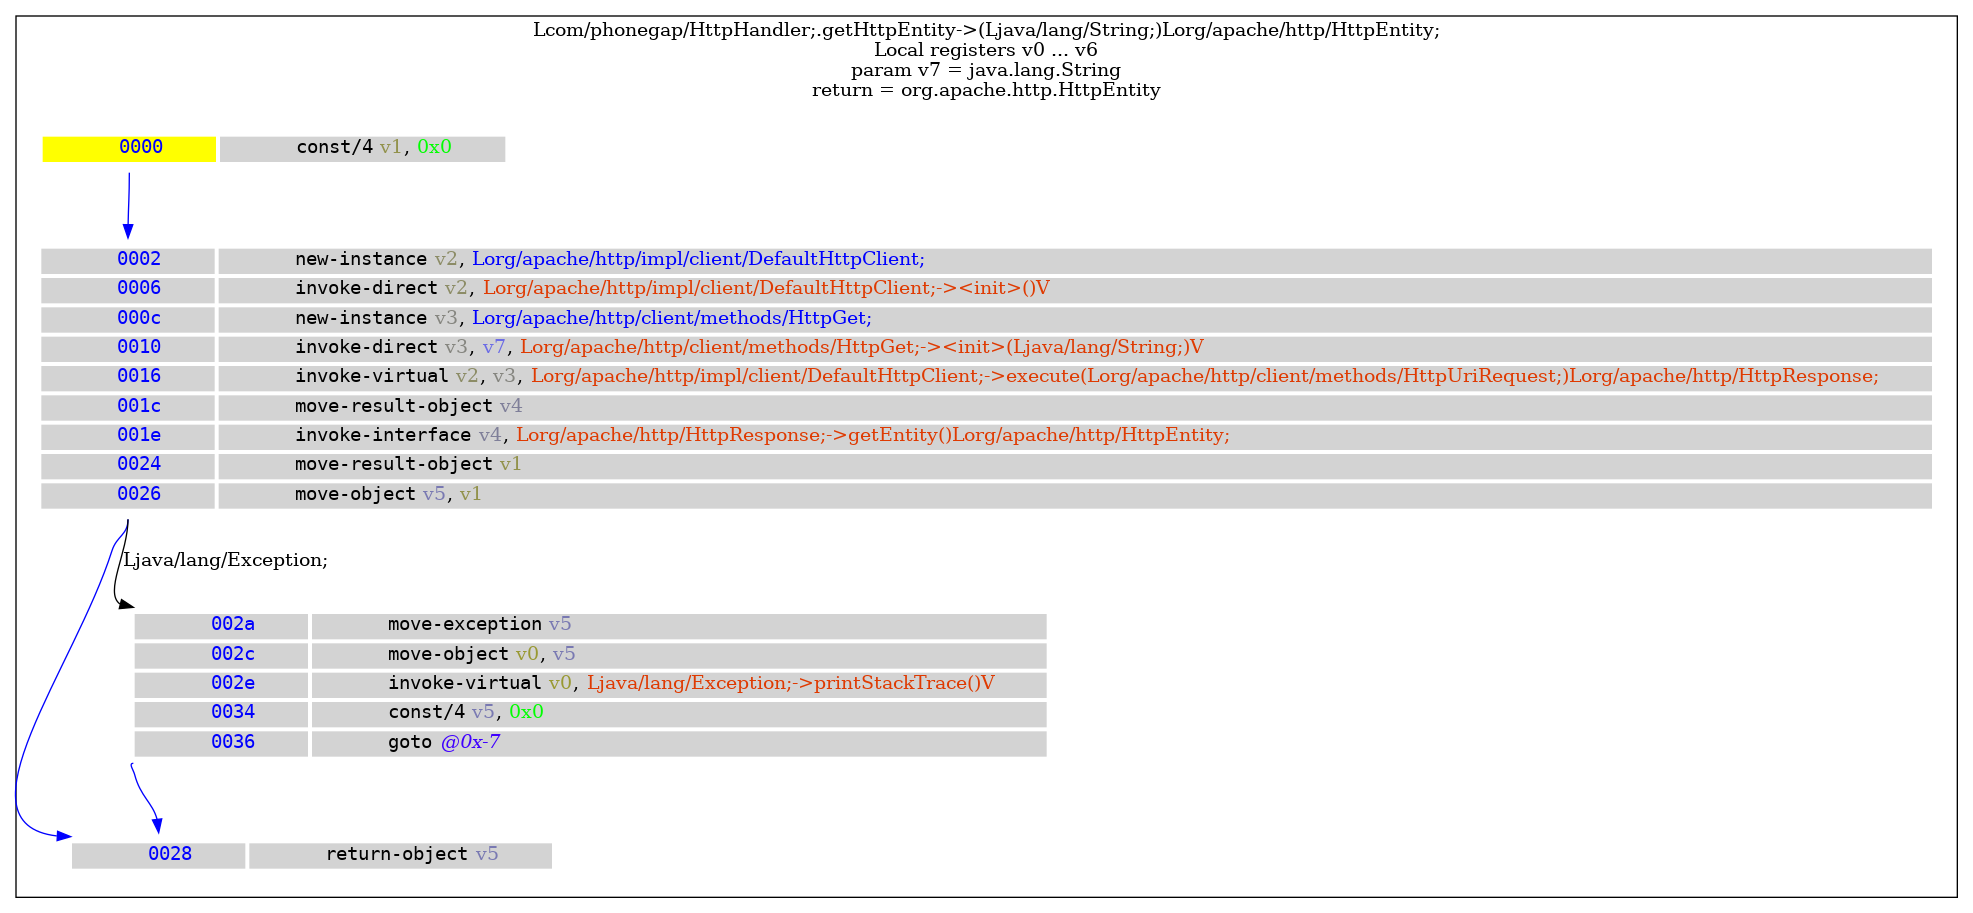 Lcom/phonegap/HttpHandler;.getHttpEntity->(Ljava/lang/String;)Lorg/apache/http/HttpEntity;
Local registers v0 ... v6
param v7 = java.lang.String
return = org.apache.http.HttpEntity
0000 const/4 v1, 0x0
0002 new-instance v2, Lorg/apache/http/impl/client/DefaultHttpClient;
0006 invoke-direct v2, Lorg/apache/http/impl/client/DefaultHttpClient;-><init>()V
000c new-instance v3, Lorg/apache/http/client/methods/HttpGet;
0010 invoke-direct v3, v7, Lorg/apache/http/client/methods/HttpGet;-><init>(Ljava/lang/String;)V
0016 invoke-virtual v2, v3, Lorg/apache/http/impl/client/DefaultHttpClient;->execute(Lorg/apache/http/client/methods/HttpUriRequest;)Lorg/apache/http/HttpResponse;
001c move-result-object v4
001e invoke-interface v4, Lorg/apache/http/HttpResponse;->getEntity()Lorg/apache/http/HttpEntity;
0024 move-result-object v1
0026 move-object v5, v1
Ljava/lang/Exception;
002a move-exception v5
002c move-object v0, v5
002e invoke-virtual v0, Ljava/lang/Exception;->printStackTrace()V
0034 const/4 v5, 0x0
0036 goto @0x-7
0028 return-object v5